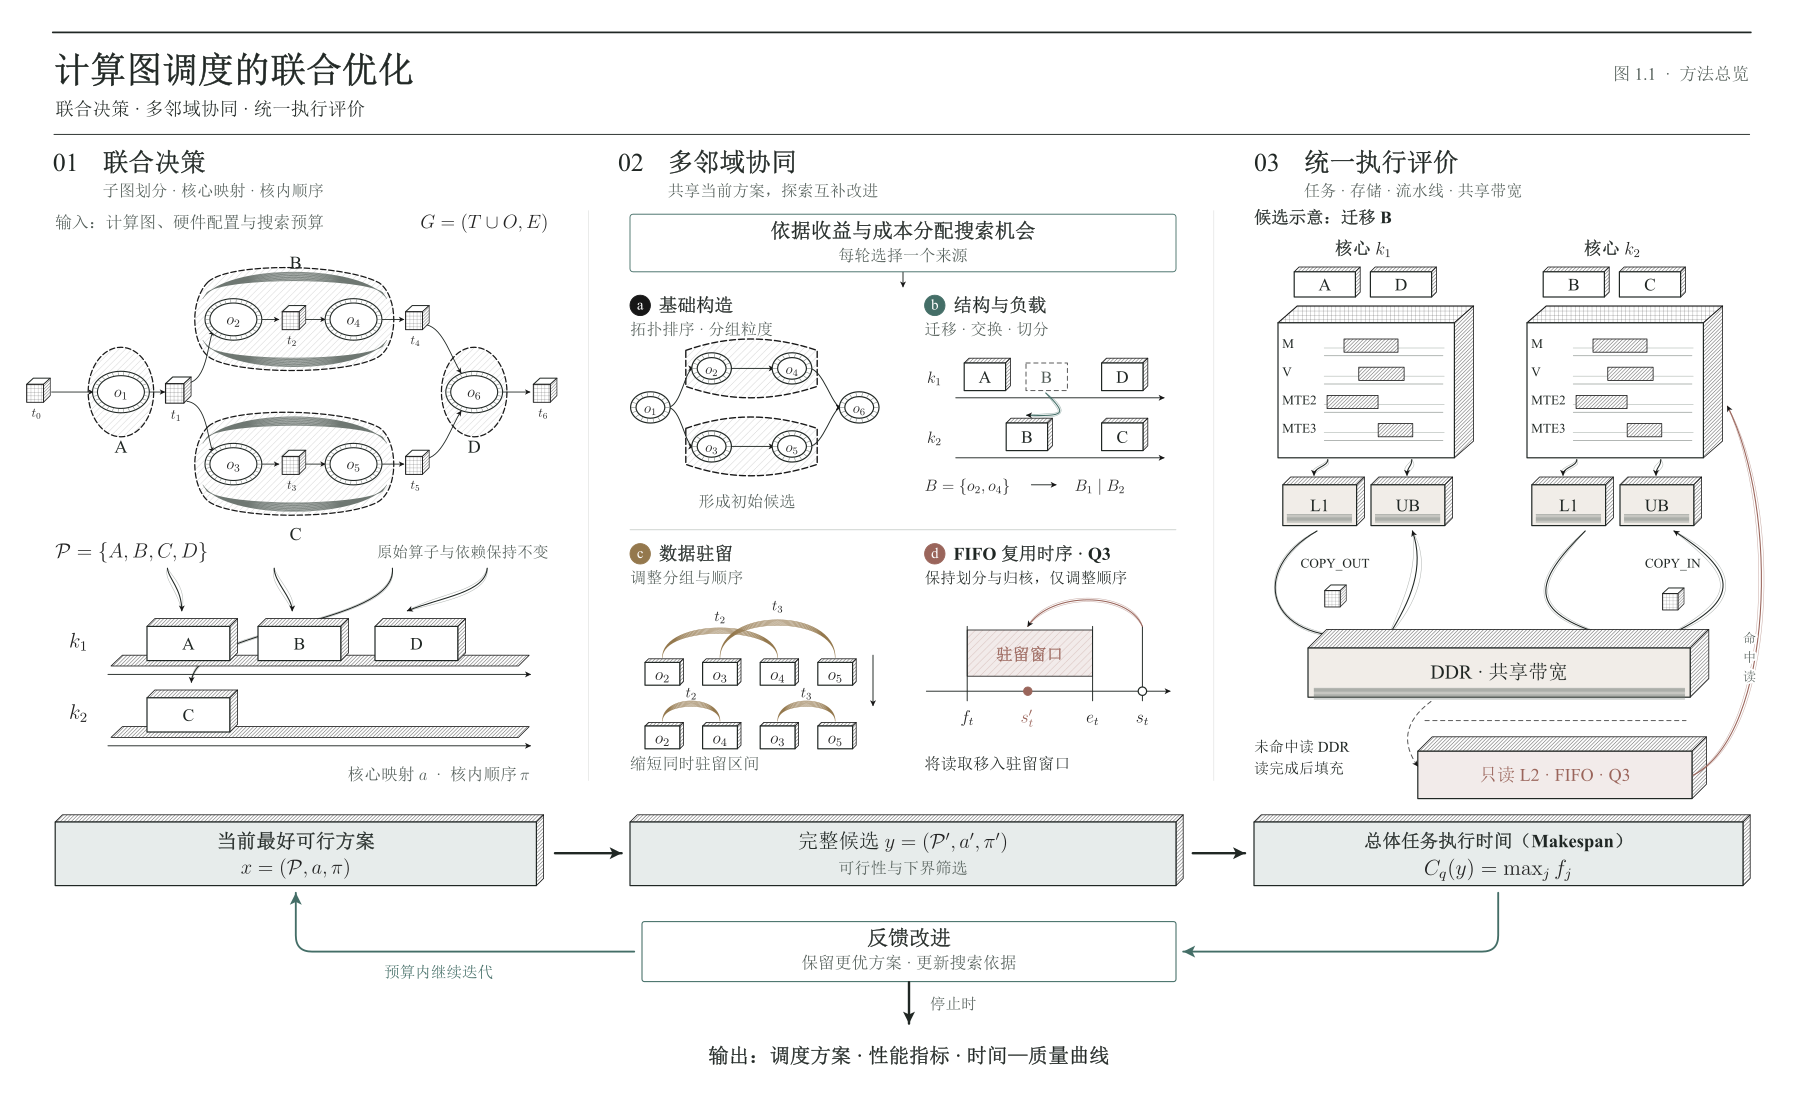 计算图调度的联合优化
联合决策 · 多邻域协同 · 统一执行评价
图 1.1 · 方法总览
01 联合决策
子图划分 · 核心映射 · 核内顺序
输入：计算图、硬件配置与搜索预算
G = (T ∪ O, E)
B
o₂ t₂ o₄ t₄
t₀ o₁ t₁ o₆ t₆
A D
o₃ t₃ o₅ t₅
C
𝒫 = {A, B, C, D}
原始算子与依赖保持不变
k₁ A B D
k₂ C
核心映射 a · 核内顺序 π
02 多邻域协同
共享当前方案，探索互补改进
依据收益与成本分配搜索机会
每轮选择一个来源
a 基础构造
拓扑排序 · 分组粒度
o₂ o₄
o₁ o₆
o₃ o₅
形成初始候选
b 结构与负载
迁移 · 交换 · 切分
k₁ A B D
k₂ B C
B = {o₂, o₄} → B₁ | B₂
c 数据驻留
调整分组与顺序
t₂ t₃
o₂ o₃ o₄ o₅
t₂ t₃
o₂ o₄ o₃ o₅
缩短同时驻留区间
d FIFO 复用时序 · Q3
保持划分与归核，仅调整顺序
驻留窗口
fₜ s′ₜ eₜ sₜ
将读取移入驻留窗口
03 统一执行评价
任务 · 存储 · 流水线 · 共享带宽
候选示意：迁移 B
核心 k₁
A D
M
V
MTE2
MTE3
L1 UB
核心 k₂
B C
M
V
MTE2
MTE3
L1 UB
COPY_OUT
COPY_IN
DDR · 共享带宽
命中读
未命中读 DDR
读完成后填充
只读 L2 · FIFO · Q3
当前最好可行方案
x = (𝒫, a, π)
完整候选 y = (𝒫′, a′, π′)
可行性与下界筛选
总体任务执行时间（Makespan）
C_q(y) = max_j f_j
反馈改进
保留更优方案 · 更新搜索依据
预算内继续迭代
停止时
输出：调度方案 · 性能指标 · 时间—质量曲线